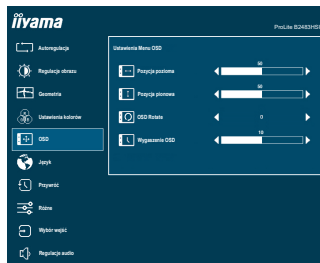 iiyama
ProLite B2483HS
Autoregulacja
Ustawienia Menu OSD
Regulacje obrazu
Geometria
Ustawienia kolorów
OSD
Język
Przywróć
Różne
Wybór wejść
Regulacje audio
Pozycja pozioma
50
Pozycja pionowa
50
OSD Rotate
0
Wygaszenie OSD
10